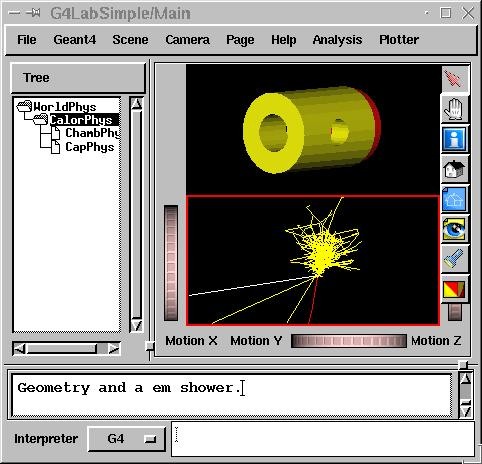 G4LabSimple/Main
File Geant4 Scene Camera Page Help Analysis Plotter
Tree
WorldPhys
CalorPhys
ChambPhy
CapPhys
Motion X Motion Y Motion Z
Geometry and a em shower.
Interpreter G4